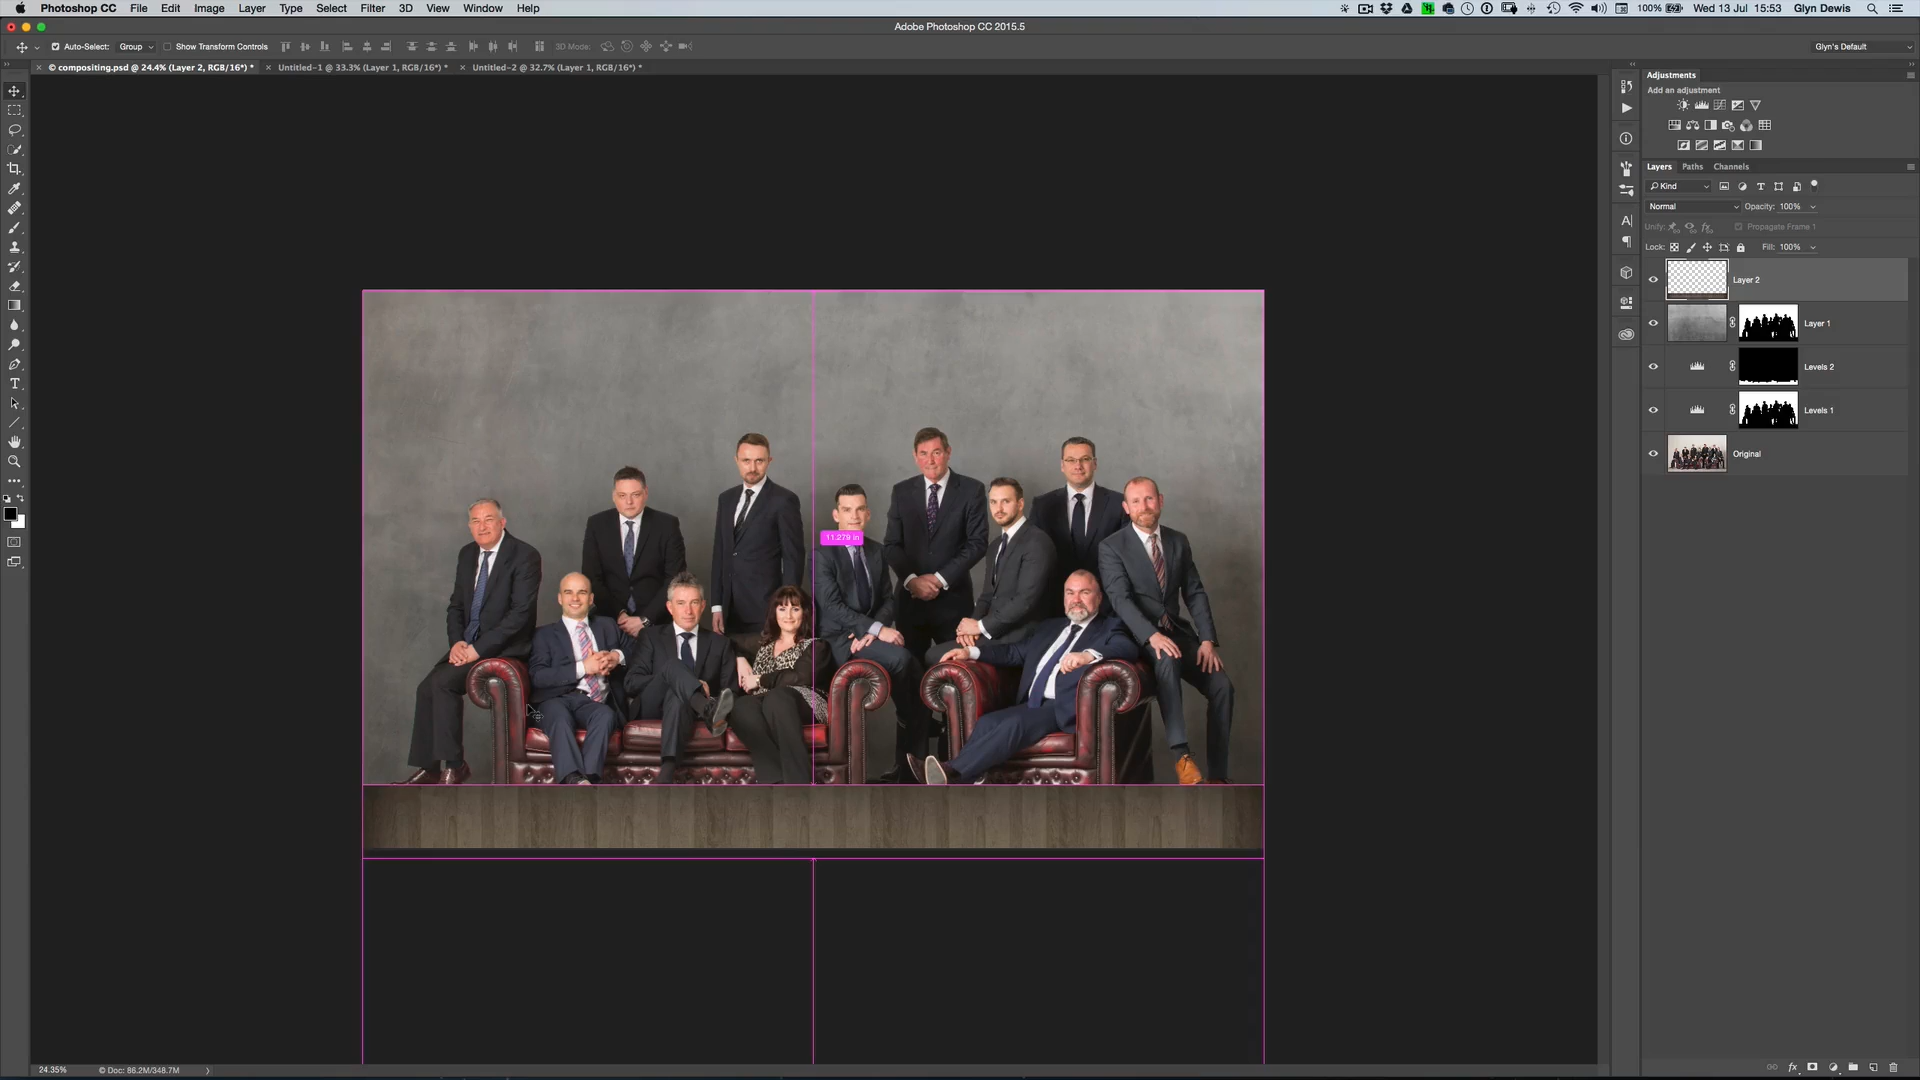 Photoshop CC File Edit Image Layer Type Select Filter 3D View Window Help 100% Wed 13 Jul 15:53 Glyn Dewis
Adobe Photoshop CC 2015.5
Auto-Select: Group Show Transform Controls 3D Mode: Glyn's Default
© compositing.psd @ 24.4% (Layer 2, RGB/16*) * Untitled-1 @ 33.3% (Layer 1, RGB/16*) * Untitled-2 @ 32.7% (Layer 1, RGB/16*) *
Adjustments
Add an adjustment
Layers Paths Channels
Kind
Normal Opacity: 100%
Unify: Propagate Frame 1
Lock: Fill: 100%
Layer 2
Layer 1
Levels 2
Levels 1
Original
11.279 in
24.35% © Doc: 86.2M/348.7M